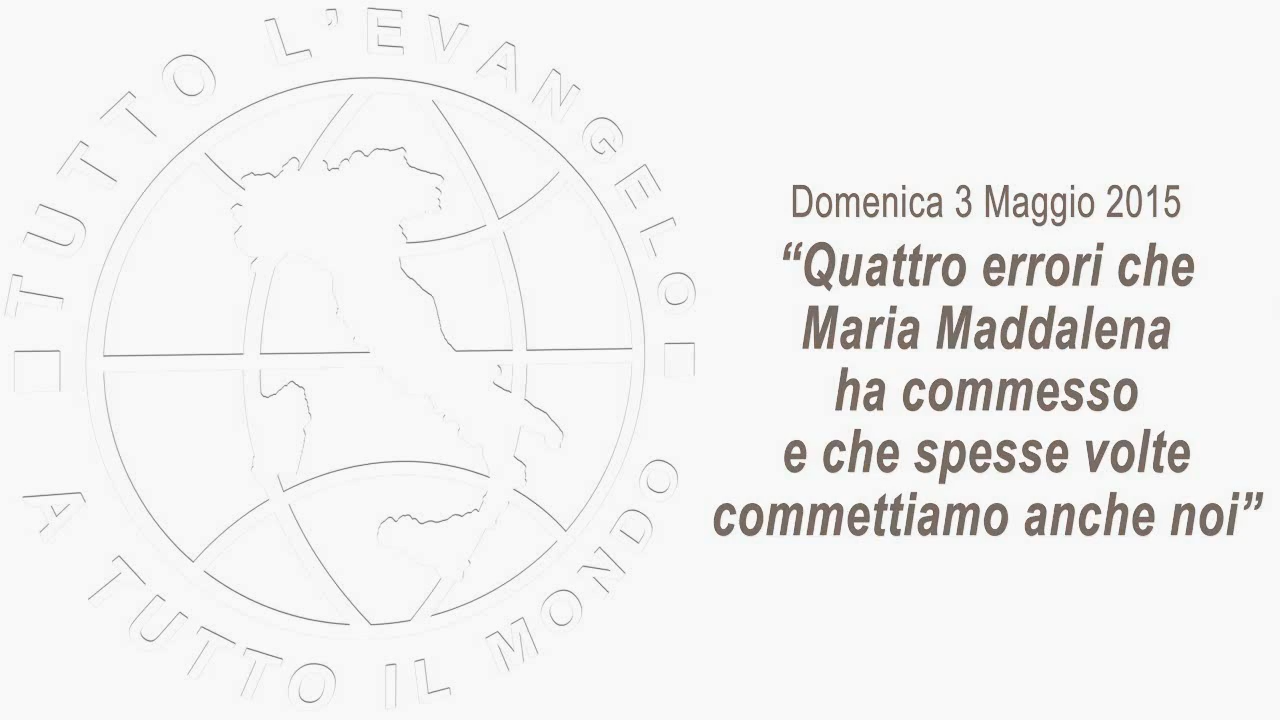 TUTTO L'EVANGELO
A TUTTO IL MONDO
Domenica 3 Maggio 2015
“Quattro errori che
Maria Maddalena
ha commesso
e che spesse volte
commettiamo anche noi”